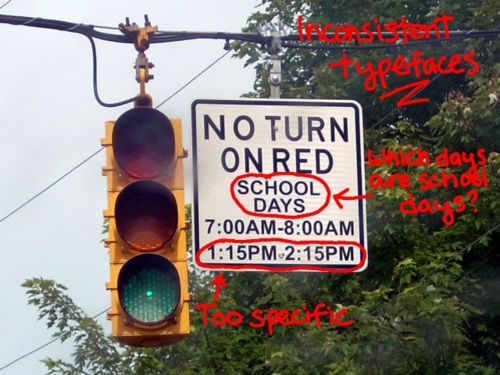 Inconsistent
typefaces
NO TURN
ON RED
SCHOOL
DAYS
7:00AM-8:00AM
1:15PM-2:15PM
Which days
are school
days?
Too specific